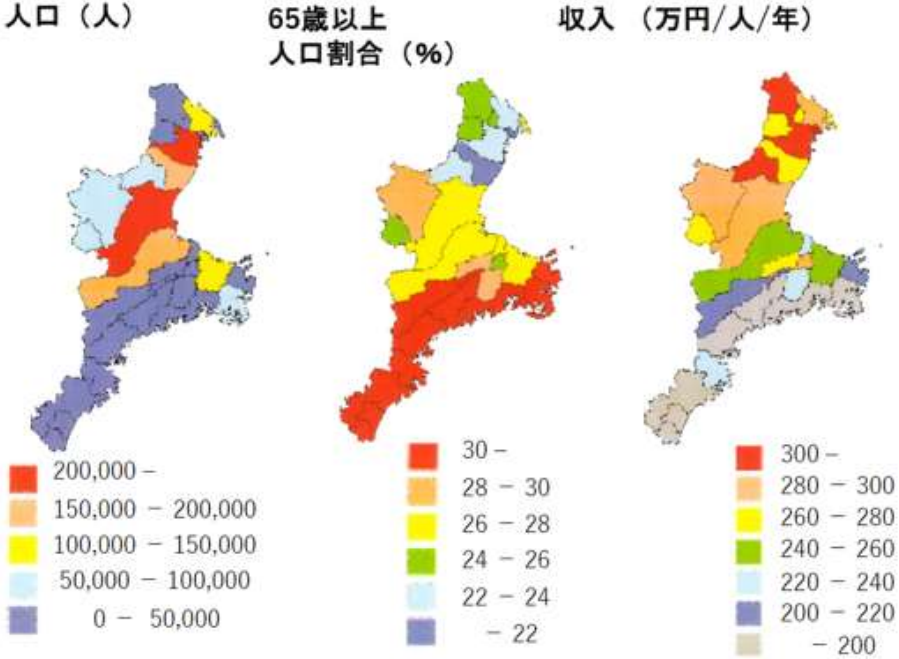 人口（人）
65歳以上
人口割合（%）
収入 （万円/人/年）
200,000 –
150,000 – 200,000
100,000 – 150,000
50,000 – 100,000
0 – 50,000
30 –
28 – 30
26 – 28
24 – 26
22 – 24
– 22
300 –
280 – 300
260 – 280
240 – 260
220 – 240
200 – 220
– 200